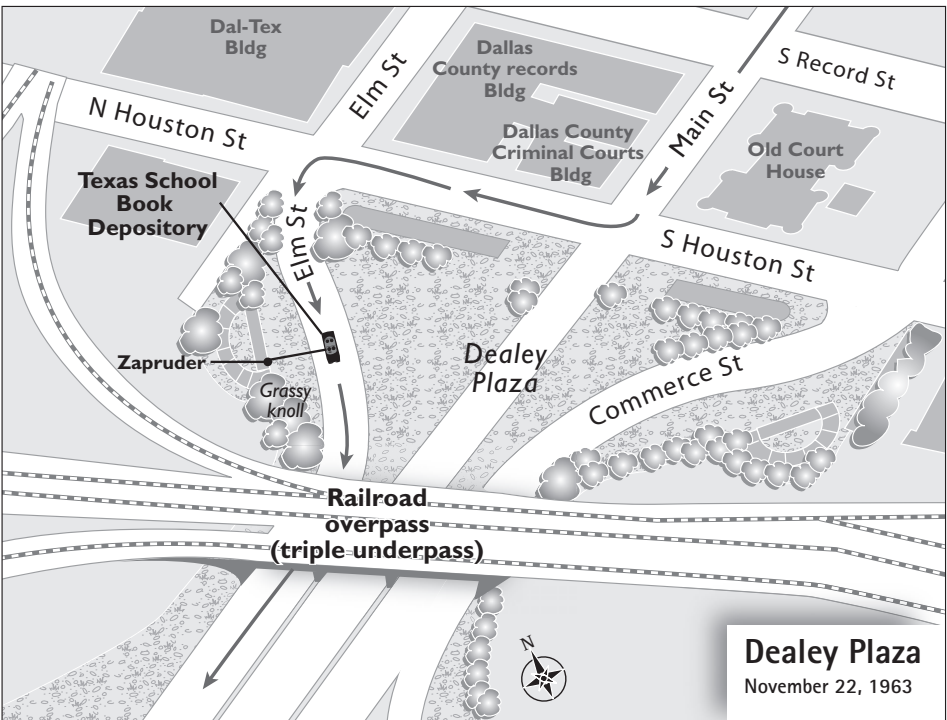 Dal-Tex
Bldg
Elm St
Dallas
County records
Bldg
S Record St
N Houston St
Main St
Dallas County
Criminal Courts
Bldg
Old Court
House
Texas School
Book
Depository
Elm St
S Houston St
Zapruder
Dealey
Plaza
Grassy
knoll
Commerce St
Railroad
overpass
(triple underpass)
N
Dealey Plaza
November 22, 1963